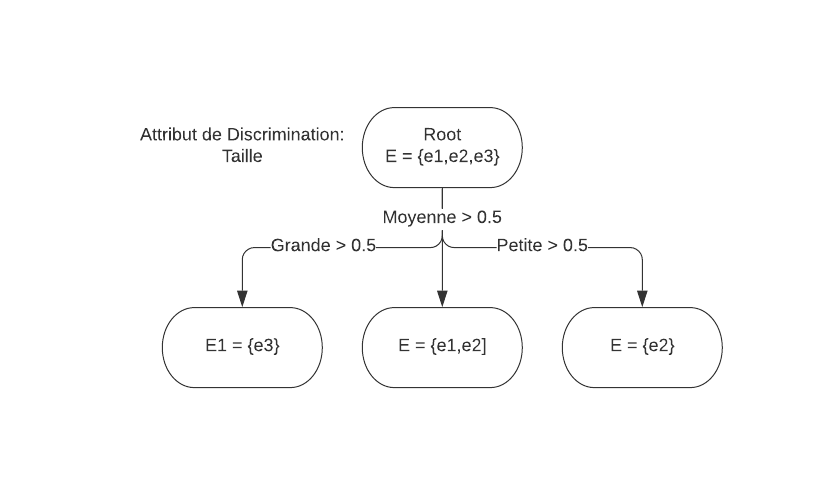 Attribut de Discrimination:
Taille
Root
E = {e1,e2,e3}
Moyenne > 0.5
Grande > 0.5
Petite > 0.5
E1 = {e3}
E = {e1,e2]
E = {e2}